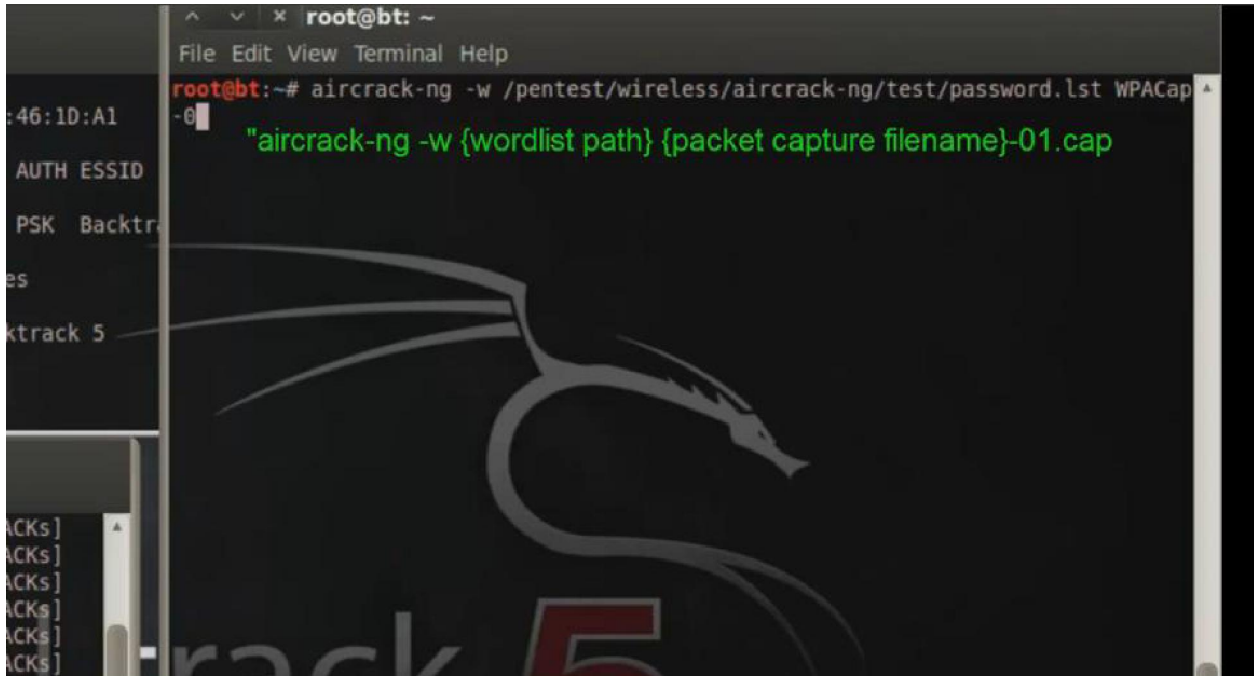 root@bt: ~
File Edit View Terminal Help
root@bt:~# aircrack-ng -w /pentest/wireless/aircrack-ng/test/password.lst WPACap
-0
"aircrack-ng -w {wordlist path} {packet capture filename}-01.cap
:46:1D:A1
AUTH ESSID
PSK Backtr
es
ktrack 5
ACKs]
ACKs]
ACKs]
ACKs]
ACKs]
ACKs]
track 5